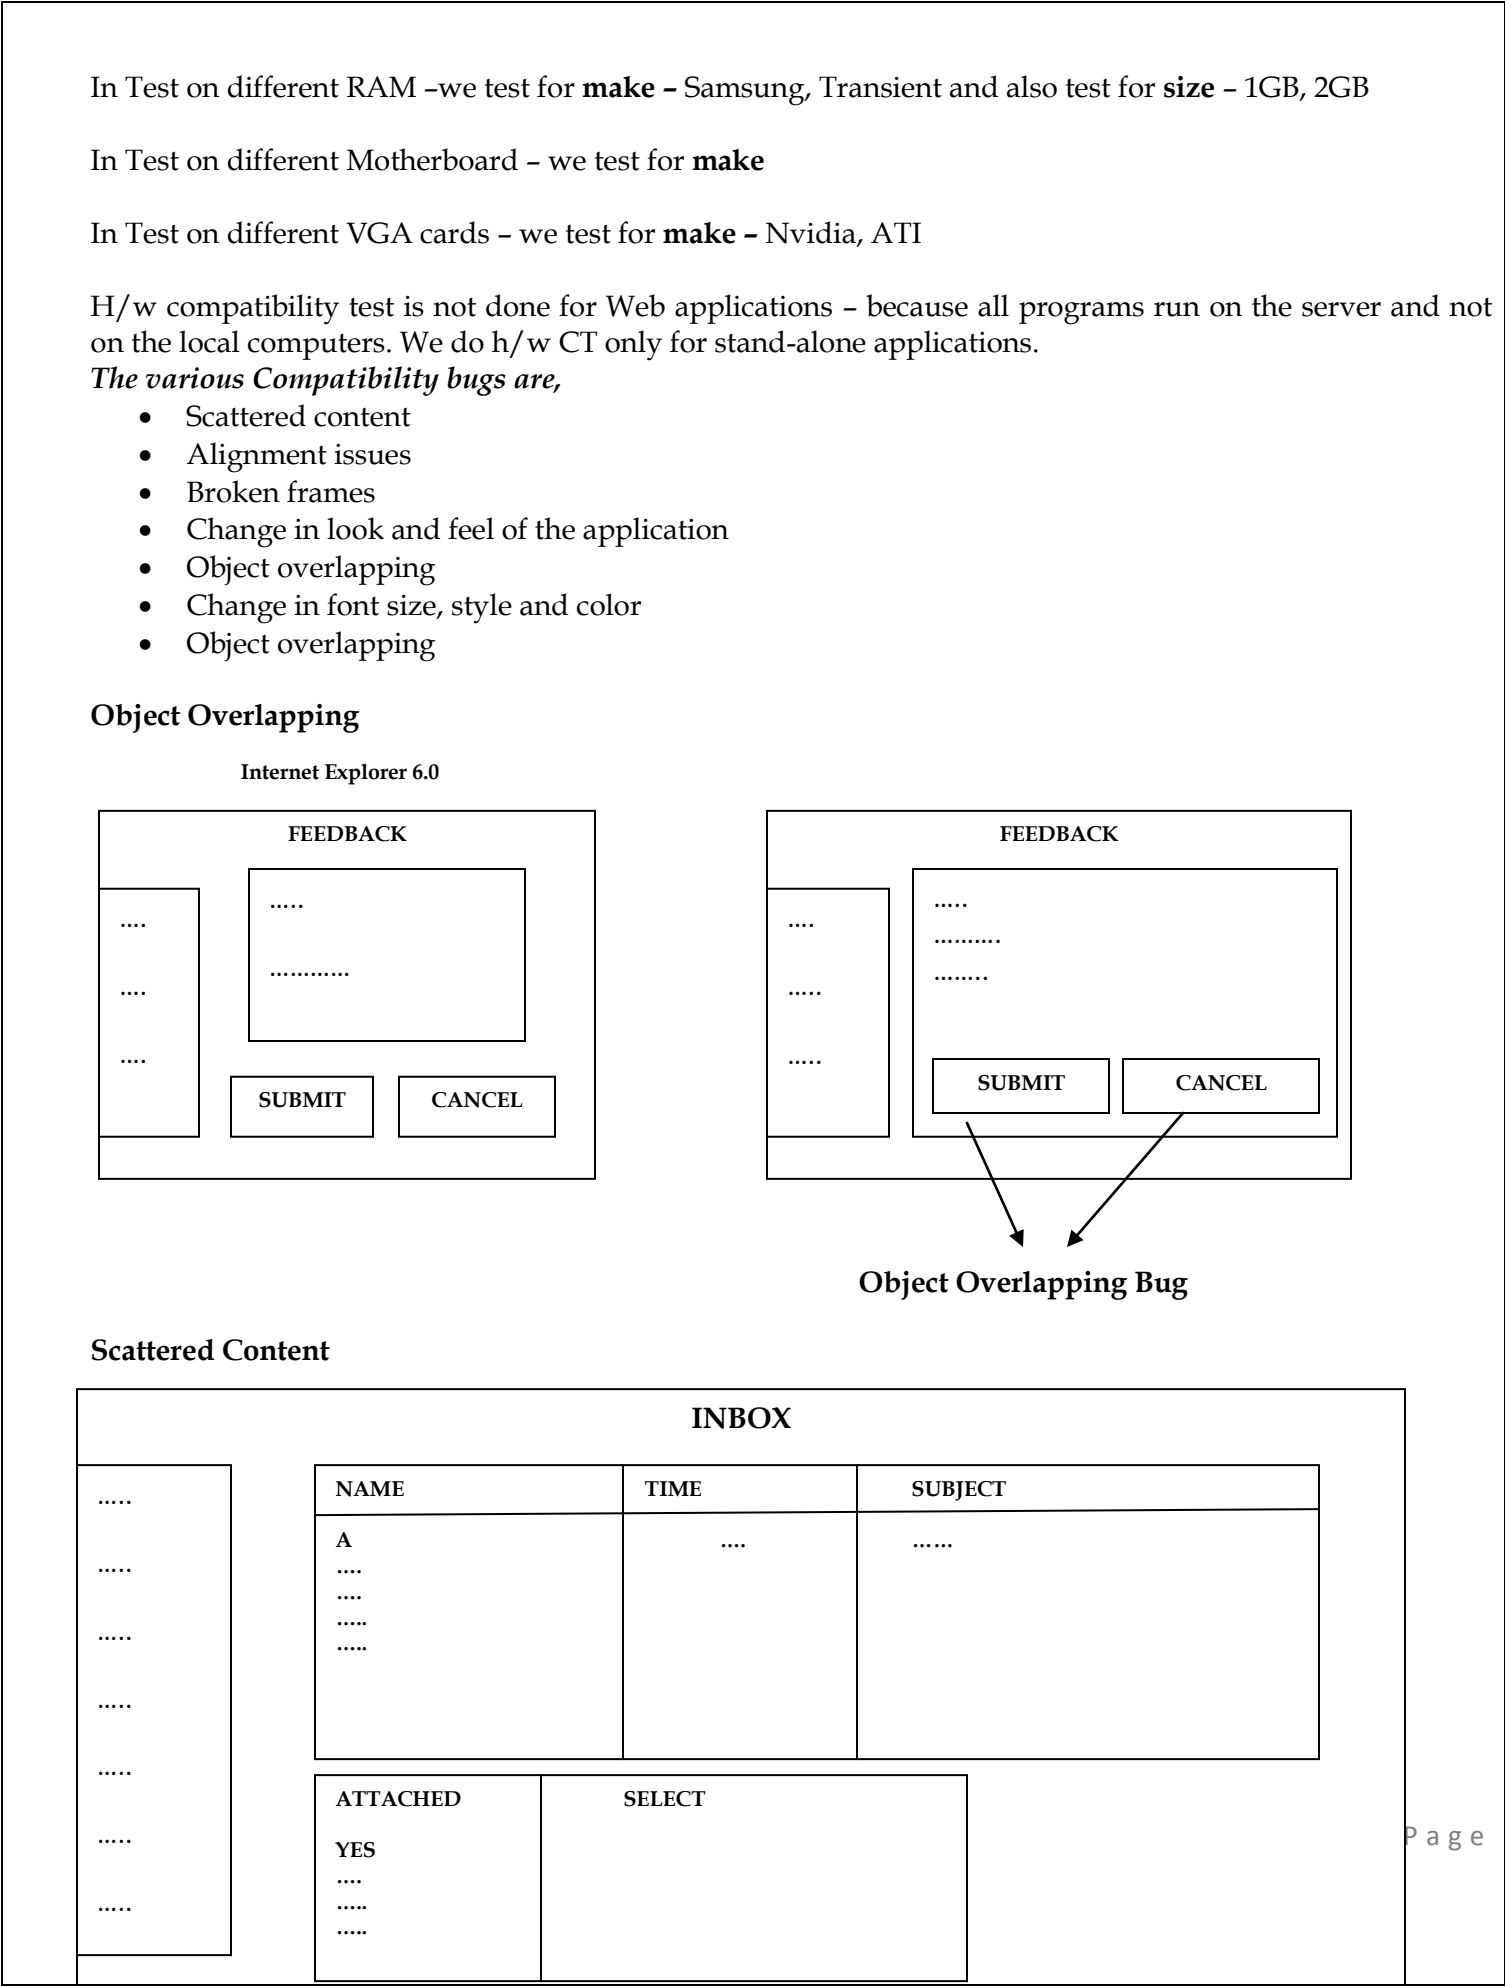 In Test on different RAM –we test for make – Samsung, Transient and also test for size – 1GB, 2GB
In Test on different Motherboard – we test for make
In Test on different VGA cards – we test for make – Nvidia, ATI
H/w compatibility test is not done for Web applications – because all programs run on the server and not
on the local computers. We do h/w CT only for stand-alone applications.
The various Compatibility bugs are,
• Scattered content
• Alignment issues
• Broken frames
• Change in look and feel of the application
• Object overlapping
• Change in font size, style and color
• Object overlapping
Object Overlapping
Internet Explorer 6.0
FEEDBACK
…..
…………
….
….
….
SUBMIT CANCEL
FEEDBACK
…..
……….
……..
….
…..
…..
SUBMIT CANCEL
Object Overlapping Bug
Scattered Content
INBOX
…..
…..
…..
…..
…..
…..
…..
NAME TIME SUBJECT
A …. ……
….
….
…..
…..
ATTACHED SELECT
YES
….
…..
…..
Page